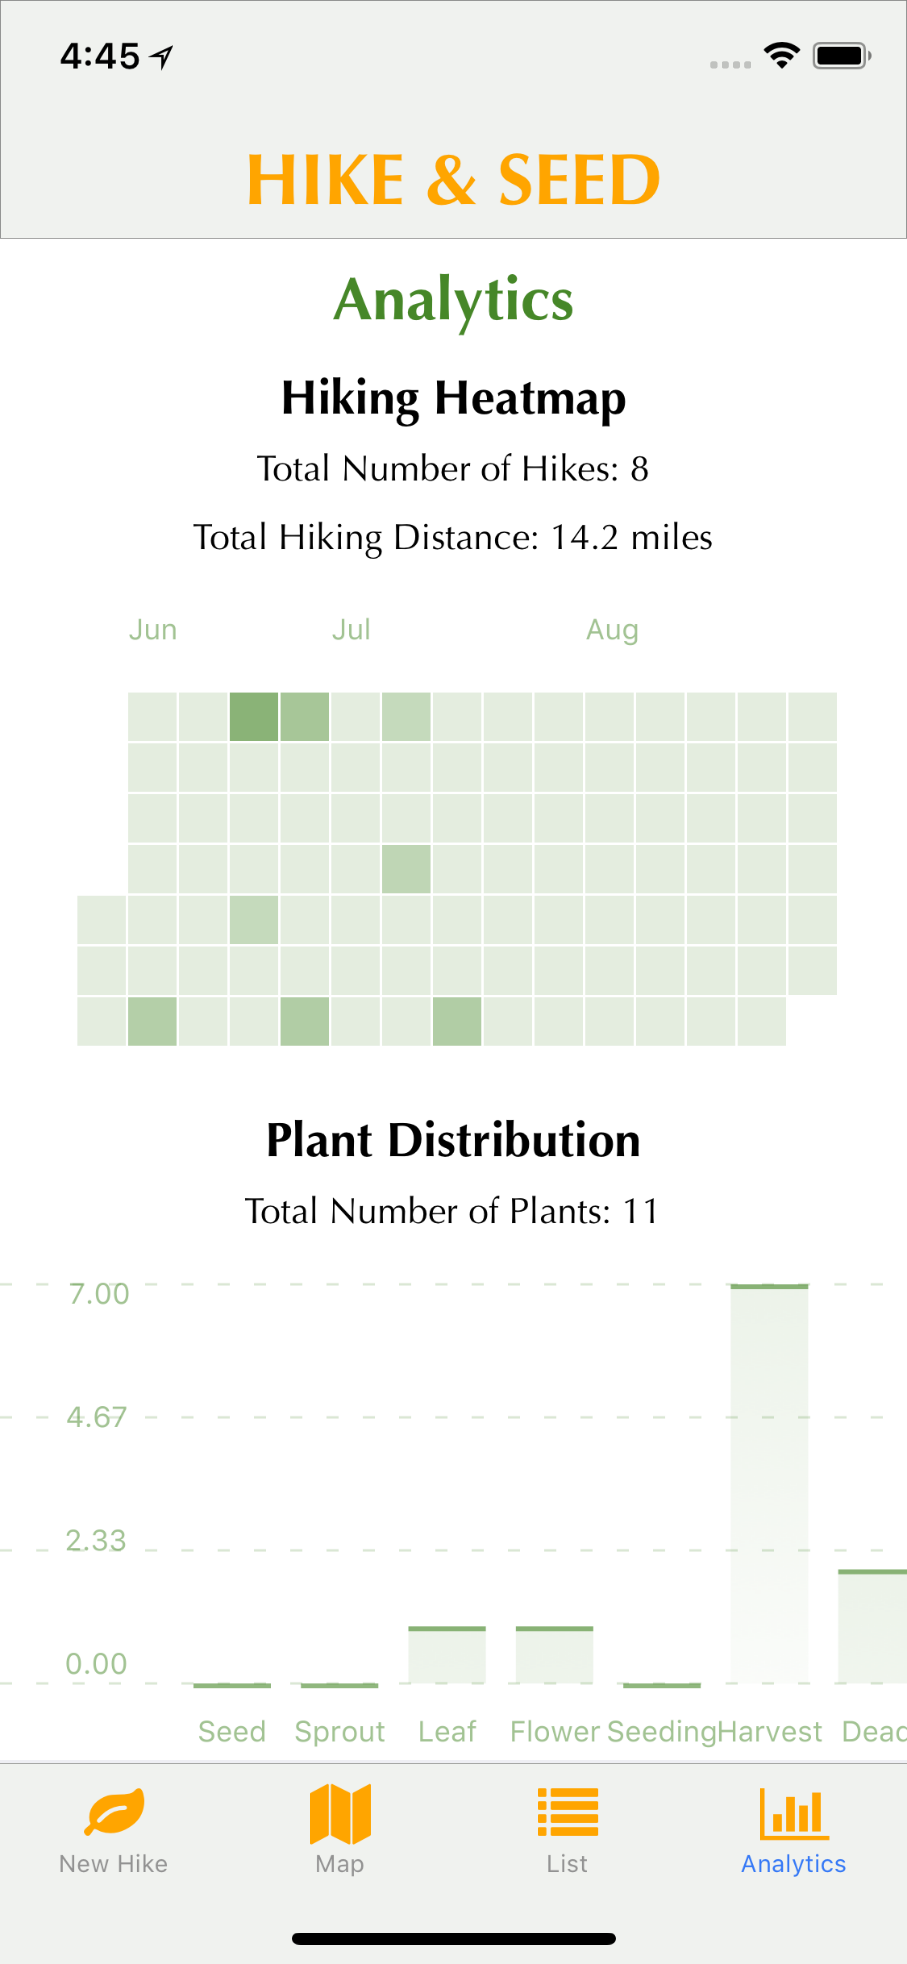 4:45
HIKE & SEED
Analytics
Hiking Heatmap
Total Number of Hikes: 8
Total Hiking Distance: 14.2 miles
Jun Jul Aug
Plant Distribution
Total Number of Plants: 11
7.00
4.67
2.33
0.00
Seed Sprout Leaf Flower Seeding Harvest Dead
New Hike Map List Analytics